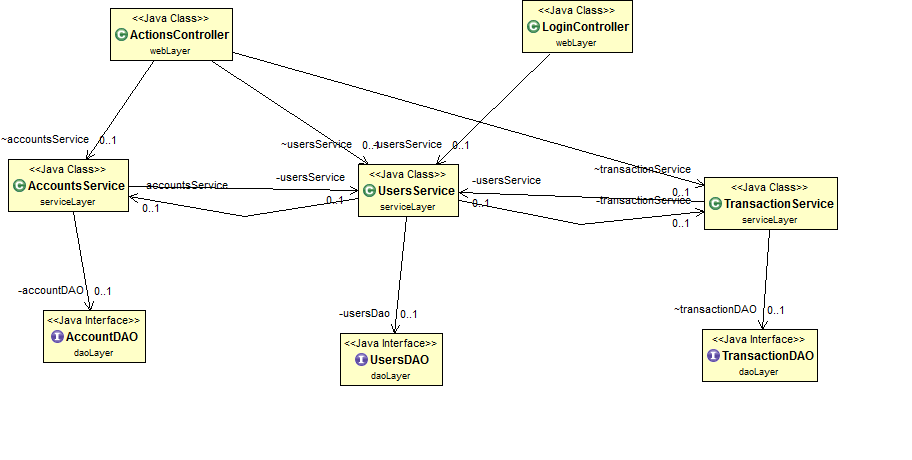 <<Java Class>>
ActionsController
webLayer
<<Java Class>>
LoginController
webLayer
~accountsService 0..1
~usersService 0..1
-usersService 0..1
~transactionService
0..1
<<Java Class>>
AccountsService
serviceLayer
-accountsService
0..1
-usersService
0..1
<<Java Class>>
UsersService
serviceLayer
-usersService
0..1
-transactionService
0..1
<<Java Class>>
TransactionService
serviceLayer
-accountDAO 0..1
-usersDao 0..1
~transactionDAO 0..1
<<Java Interface>>
AccountDAO
daoLayer
<<Java Interface>>
UsersDAO
daoLayer
<<Java Interface>>
TransactionDAO
daoLayer